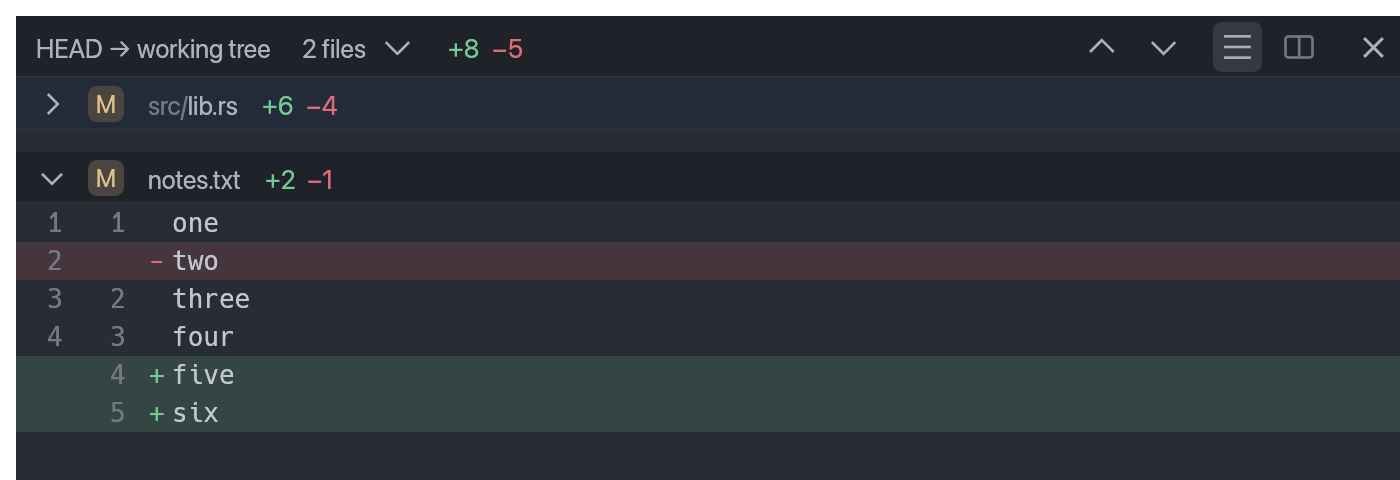 HEAD → working tree 2 files +8 −5
M src/lib.rs +6 −4
M notes.txt +2 −1
1 1 one
2 − two
3 2 three
4 3 four
4 + five
5 + six